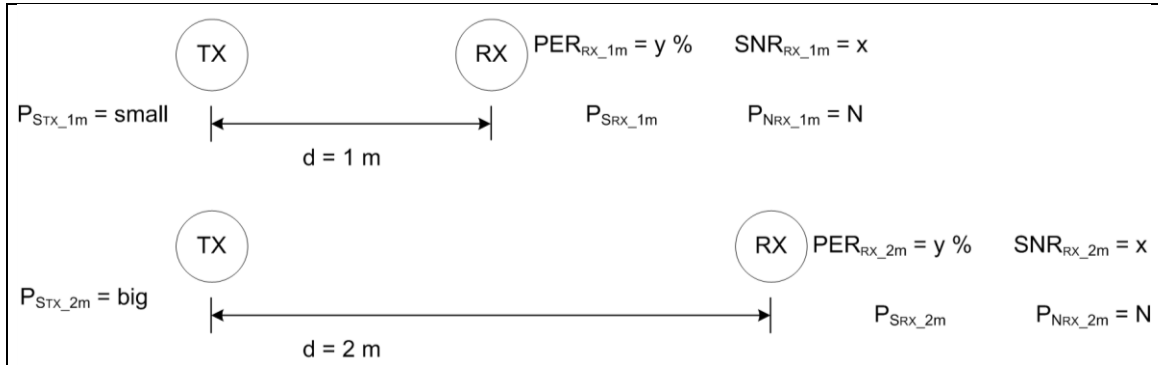 TX RX PER_RX_1m = y % SNR_RX_1m = x
P_STX_1m = small P_SRX_1m P_NRX_1m = N
d = 1 m
TX RX PER_RX_2m = y % SNR_RX_2m = x
P_STX_2m = big P_SRX_2m P_NRX_2m = N
d = 2 m